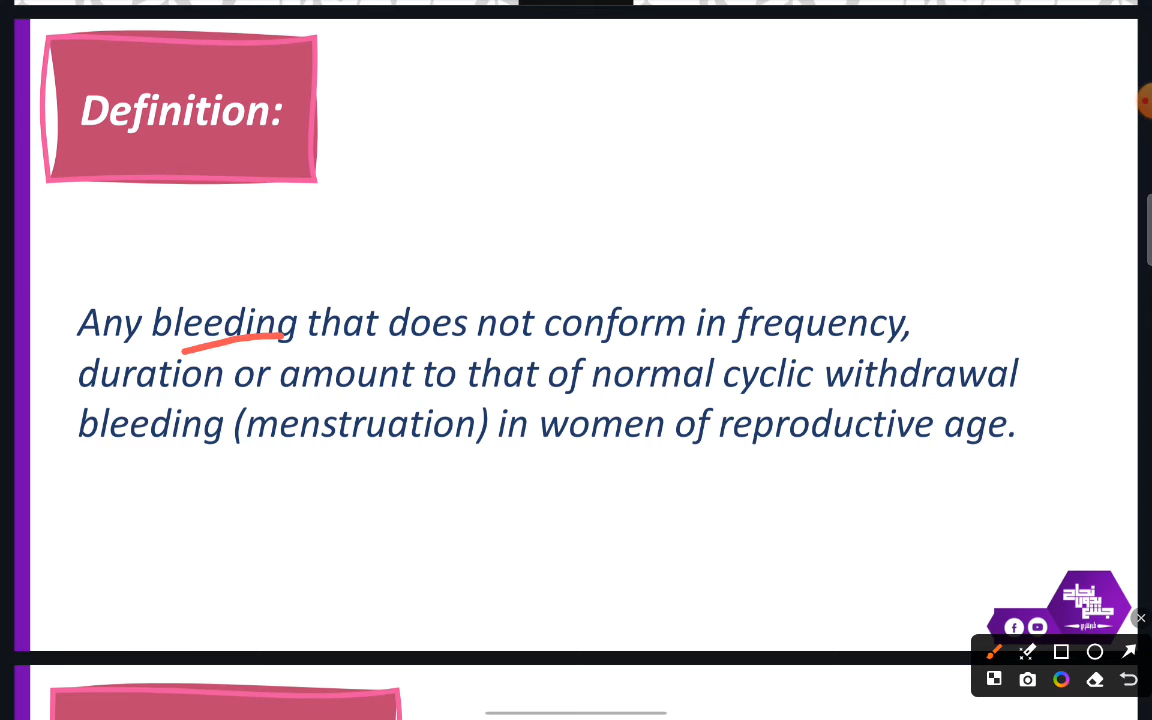 Definition:
Any bleeding that does not conform in frequency,
duration or amount to that of normal cyclic withdrawal
bleeding (menstruation) in women of reproductive age.